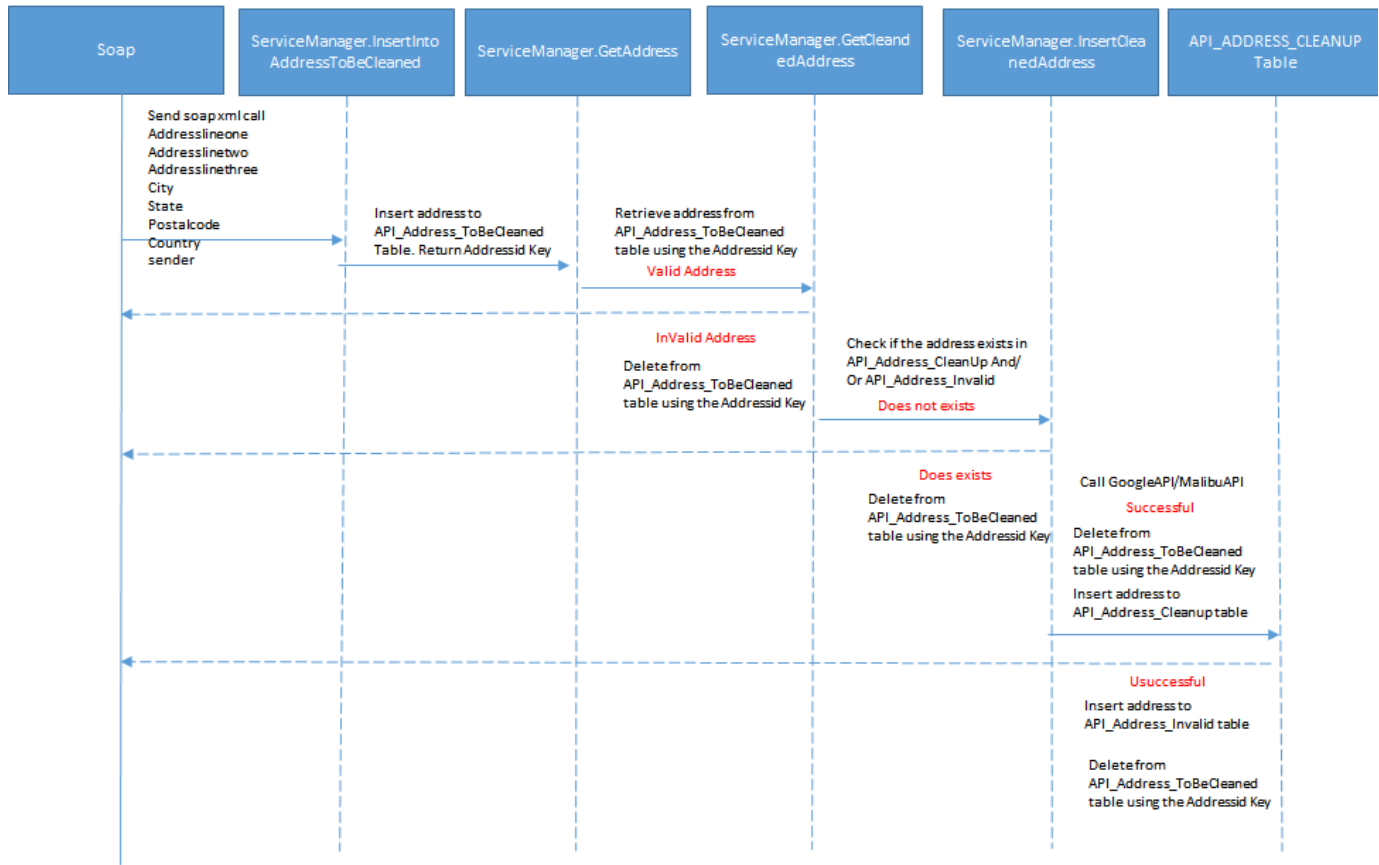 Soap
ServiceManager.InsertInto
AddressToBeCleaned
ServiceManager.GetAddress
ServiceManager.GetCleand
edAddress
ServiceManager.InsertClea
nedAddress
API_ADDRESS_CLEANUP
Table
Send soap xml call
Addresslineone
Addresslinetwo
Addresslinethree
City
State
Postalcode
Country
sender
Insert address to
API_Address_ToBeCleaned
Table. Return Addressid Key
Retrieve address from
API_Address_ToBeCleaned
table using the Addressid Key
Valid Address
InValid Address
Delete from
API_Address_ToBeCleaned
table using the Addressid Key
Check if the address exists in
API_Address_CleanUp And/
Or API_Address_Invalid
Does not exists
Does exists
Delete from
API_Address_ToBeCleaned
table using the Addressid Key
Call GoogleAPI/MalibuAPI
Successful
Delete from
API_Address_ToBeCleaned
table using the Addressid Key
Insert address to
API_Address_Cleanup table
Usuccessful
Insert address to
API_Address_Invalid table
Delete from
API_Address_ToBeCleaned
table using the Addressid Key